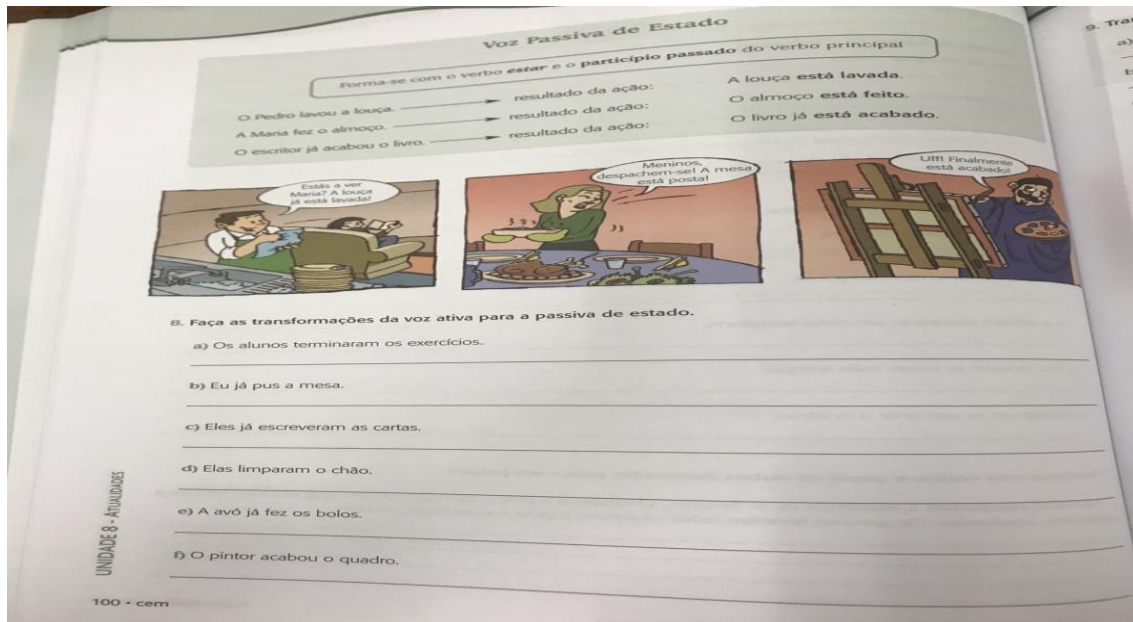 Voz Passiva de Estado
Forma-se com o verbo estar e o particípio passado do verbo principal
O Pedro lavou a louça. resultado da ação: A louça está lavada.
A Maria fez o almoço. resultado da ação: O almoço está feito.
O escritor já acabou o livro. resultado da ação: O livro já está acabado.
Estás a ver
Maria? A louça
já está lavada!
Meninos,
despachem-se! A mesa
está posta!
Uff! Finalmente
está acabado!
8. Faça as transformações da voz ativa para a passiva de estado.
a) Os alunos terminaram os exercícios.
b) Eu já pus a mesa.
c) Eles já escreveram as cartas.
d) Elas limparam o chão.
e) A avó já fez os bolos.
f) O pintor acabou o quadro.
UNIDADE 8 • ATUALIDADES
100 • cem
9. Tra
a)